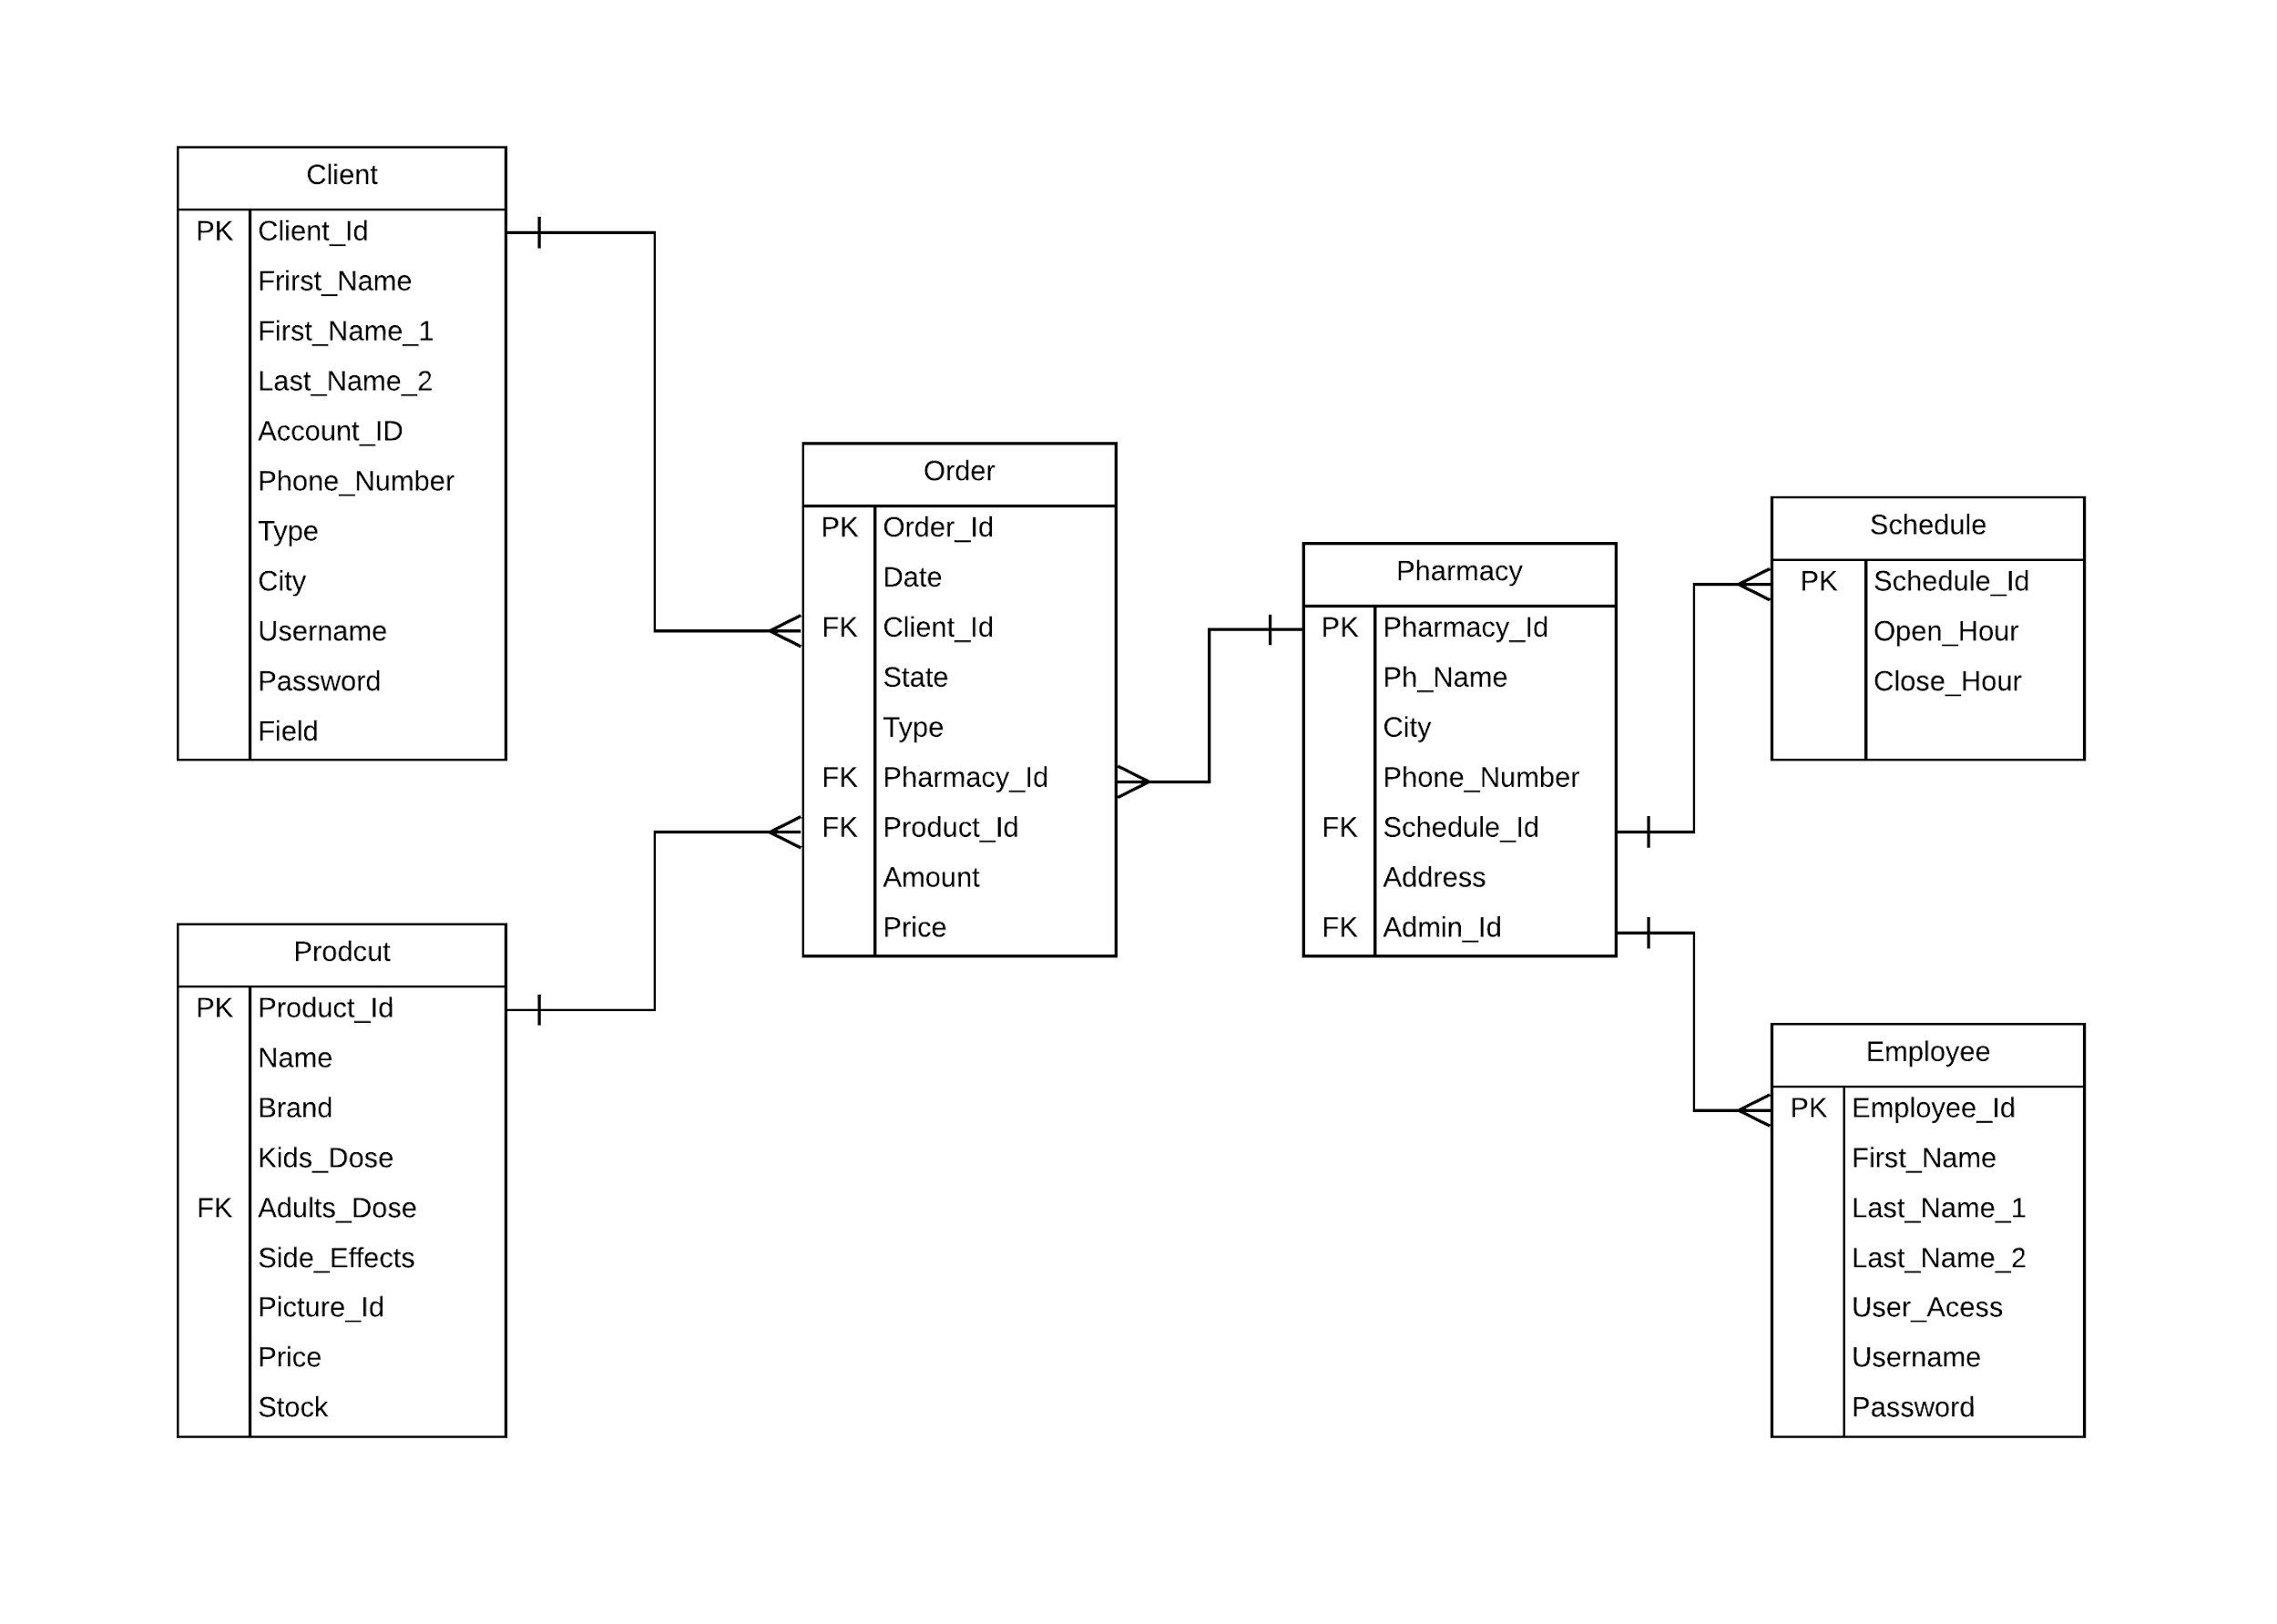 Client
PK Client_Id
Frirst_Name
First_Name_1
Last_Name_2
Account_ID
Phone_Number
Type
City
Username
Password
Field
Prodcut
PK Product_Id
Name
Brand
Kids_Dose
FK Adults_Dose
Side_Effects
Picture_Id
Price
Stock
Order
PK Order_Id
Date
FK Client_Id
State
Type
FK Pharmacy_Id
FK Product_Id
Amount
Price
Pharmacy
PK Pharmacy_Id
Ph_Name
City
Phone_Number
FK Schedule_Id
Address
FK Admin_Id
Schedule
PK Schedule_Id
Open_Hour
Close_Hour
Employee
PK Employee_Id
First_Name
Last_Name_1
Last_Name_2
User_Acess
Username
Password